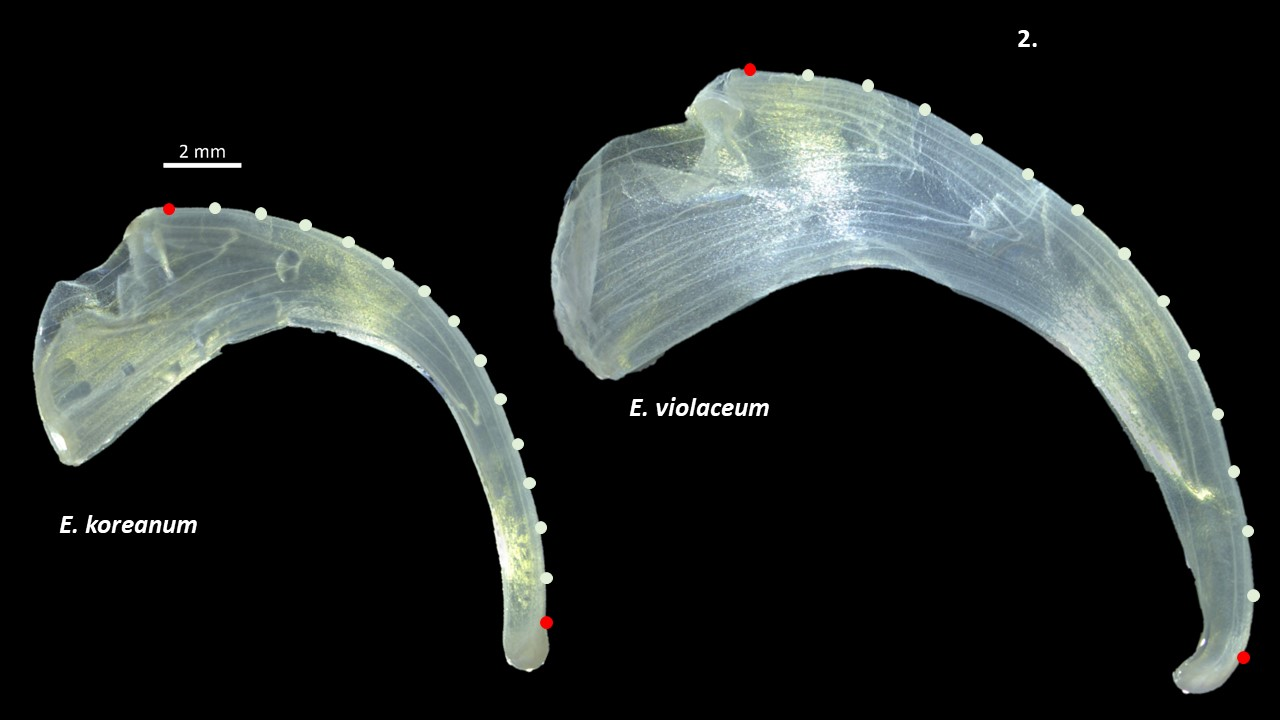 2.
2 mm
E. violaceum
E. koreanum